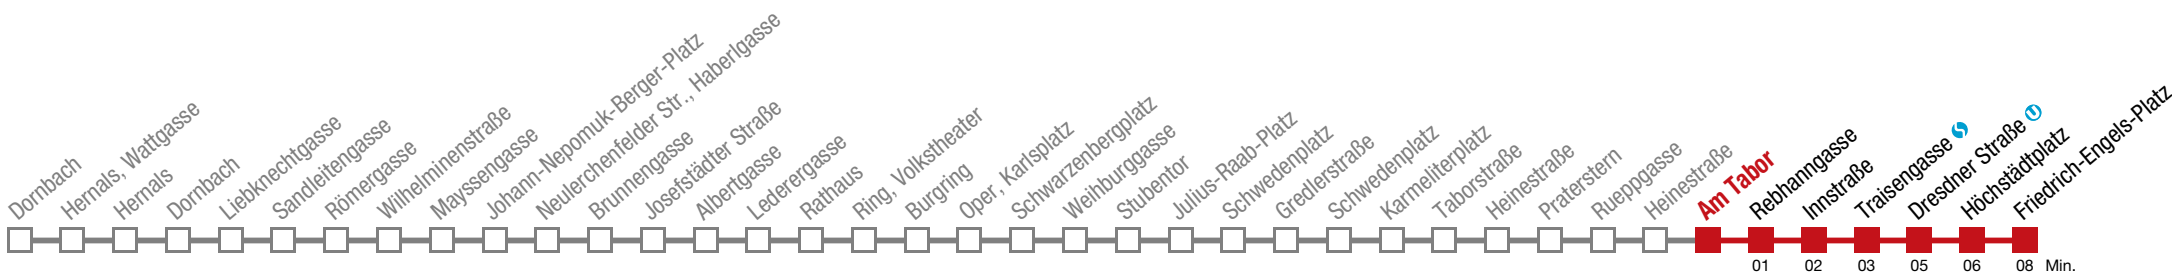 Dornbach
Hernals, Wattgasse
Hernals
Dornbach
Liebknechtgasse
Sandleitengasse
Römergasse
Wilhelminenstraße
Mayssengasse
Johann-Nepomuk-Berger-Platz
Neulerchenfelder Str., Haberlgasse
Brunnengasse
Josefstädter Straße
Albertgasse
Lederergasse
Rathaus
Ring, Volkstheater
Burgring
Oper, Karlsplatz
Schwarzenbergplatz
Weihburggasse
Stubentor
Julius-Raab-Platz
Schwedenplatz
Gredlerstraße
Schwedenplatz
Karmeliterplatz
Taborstraße
Heinestraße
Praterstern
Rueppgasse
Heinestraße
Am Tabor
Rebhanngasse
Innstraße
Traisengasse S
Dresdner Straße U
Höchstädtplatz
Friedrich-Engels-Platz
01 02 03 05 06 08 Min.